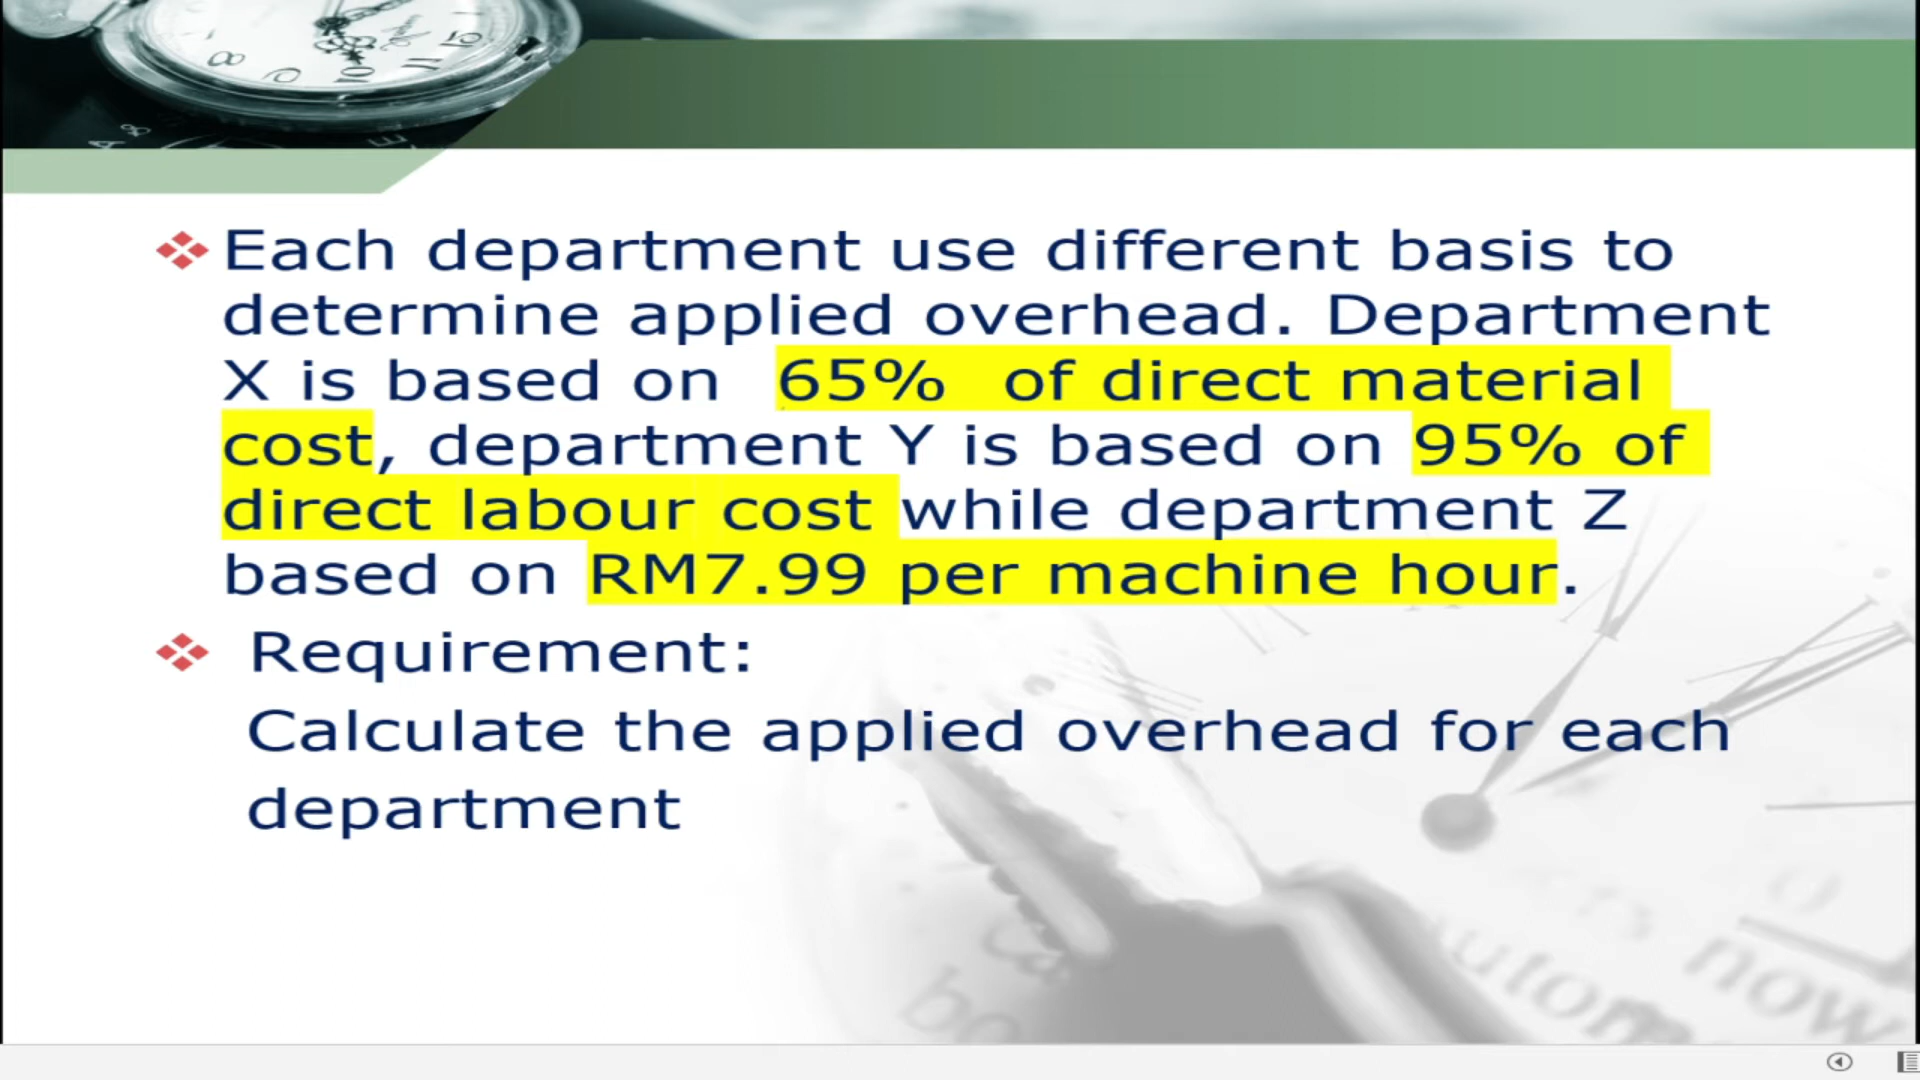 Each department use different basis to
determine applied overhead. Department
X is based on 65% of direct material
cost, department Y is based on 95% of
direct labour cost while department Z
based on RM7.99 per machine hour.
Requirement:
Calculate the applied overhead for each
department
now